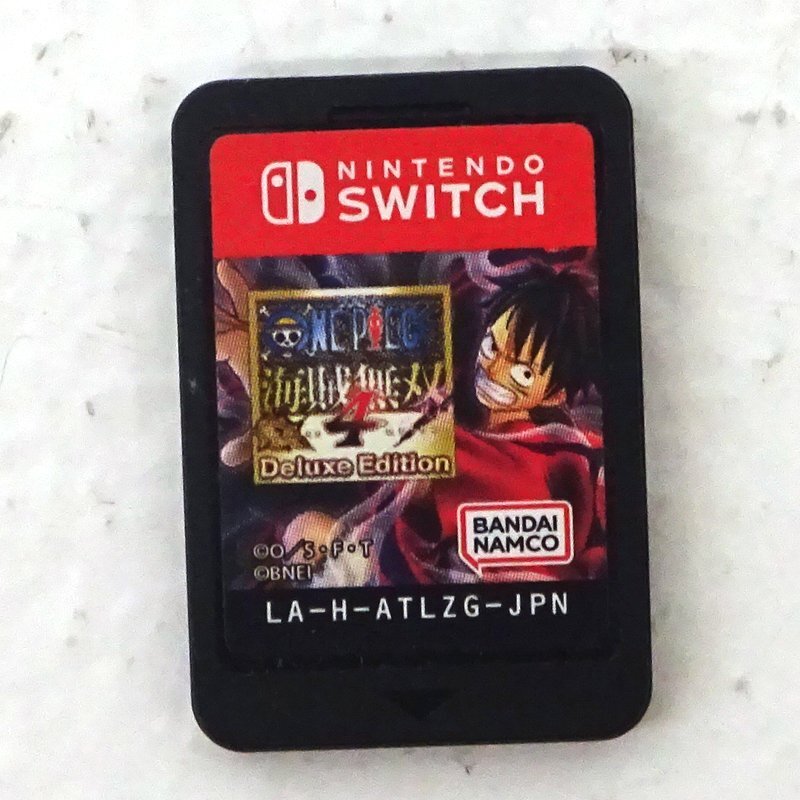 NINTENDO
SWITCH
ONE PIECE
海賊無双
4
Deluxe Edition
BANDAI
NAMCO
©O/S・F・T
©BNEI
LA-H-ATLZG-JPN